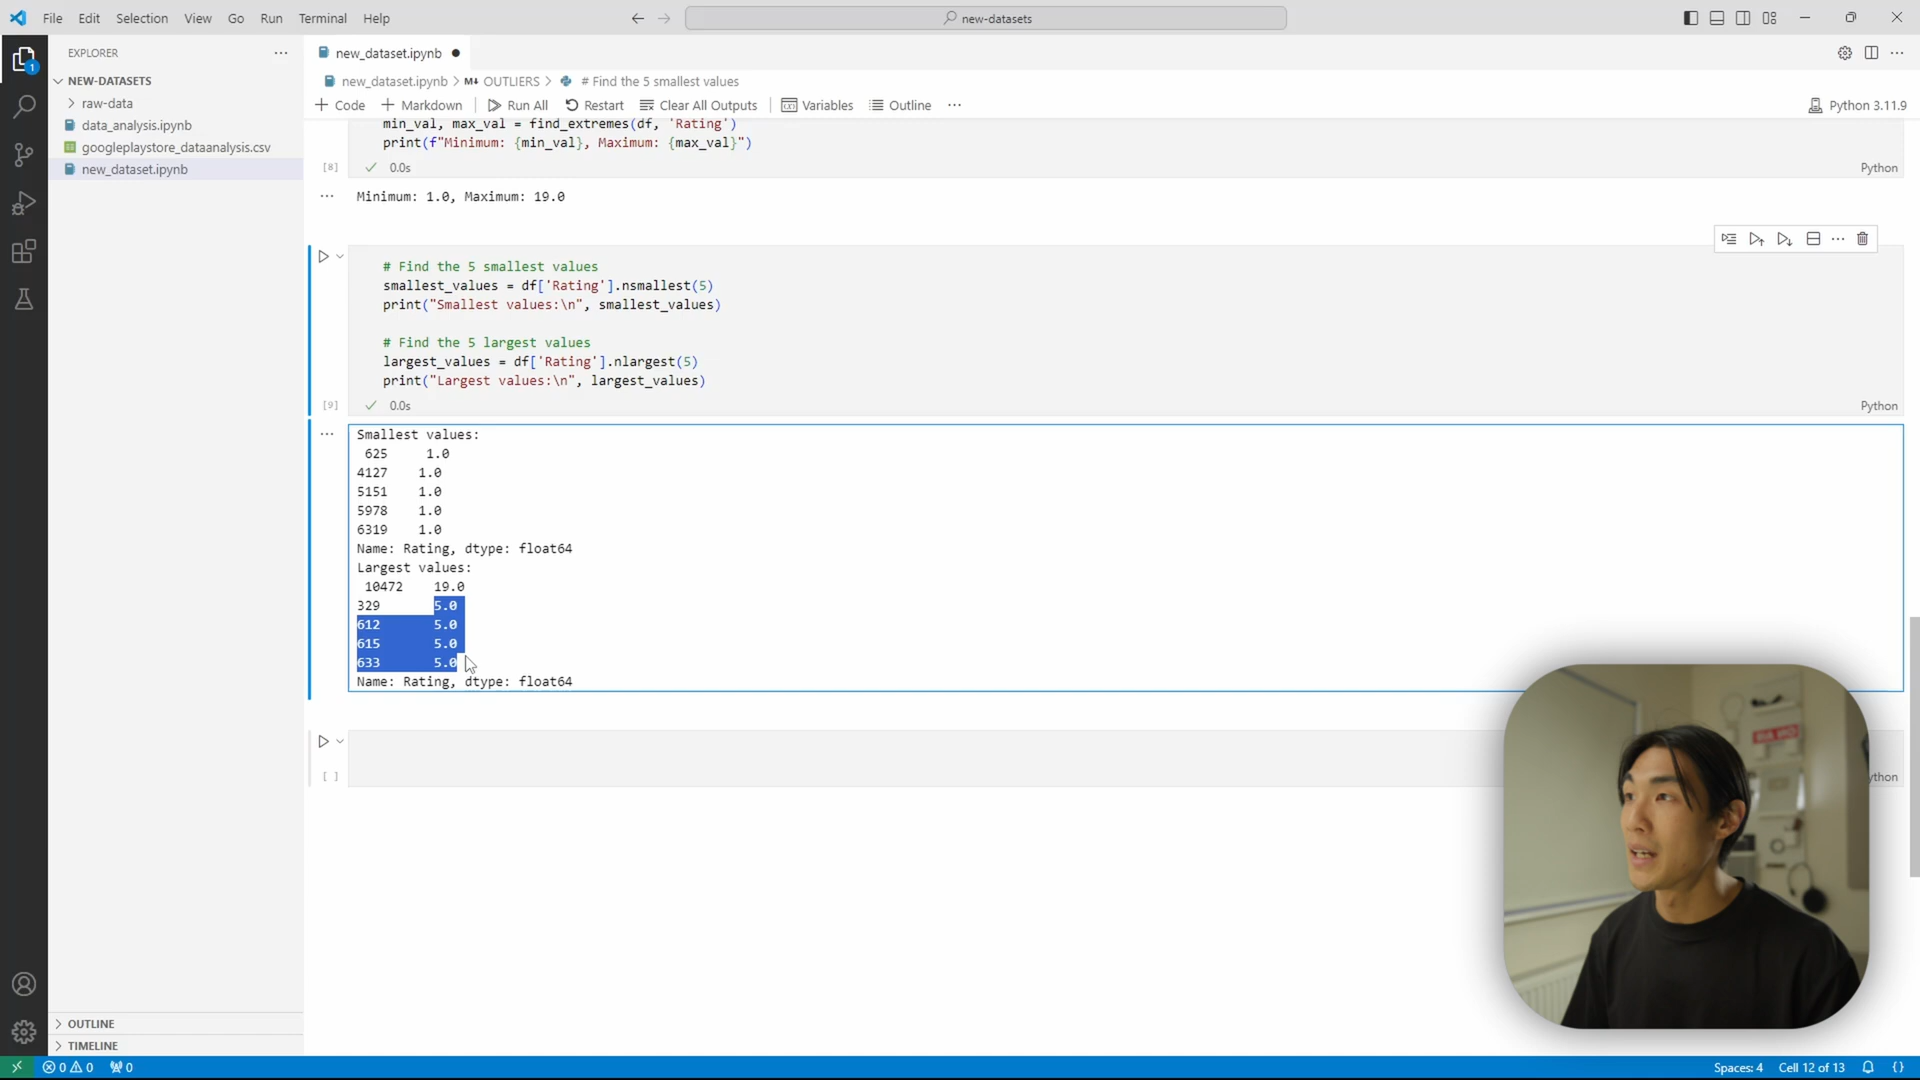 File Edit Selection View Go Run Terminal Help
new-datasets
EXPLORER
NEW-DATASETS
raw-data
data_analysis.ipynb
googleplaystore_dataanalysis.csv
new_dataset.ipynb
OUTLINE
TIMELINE
1
new_dataset.ipynb
new_dataset.ipynb > M↓ OUTLIERS > # Find the 5 smallest values
+ Code + Markdown Run All Restart Clear All Outputs Variables Outline ...
Python 3.11.9
min_val, max_val = find_extremes(df, 'Rating')
print(f"Minimum: {min_val}, Maximum: {max_val}")
[8] 0.0s Python
Minimum: 1.0, Maximum: 19.0
# Find the 5 smallest values
smallest_values = df['Rating'].nsmallest(5)
print("Smallest values:\n", smallest_values)
# Find the 5 largest values
largest_values = df['Rating'].nlargest(5)
print("Largest values:\n", largest_values)
[9] 0.0s Python
Smallest values:
625 1.0
4127 1.0
5151 1.0
5978 1.0
6319 1.0
Name: Rating, dtype: float64
Largest values:
10472 19.0
329 5.0
612 5.0
615 5.0
633 5.0
Name: Rating, dtype: float64
[ ] ython
0 0 0
Spaces: 4 Cell 12 of 13